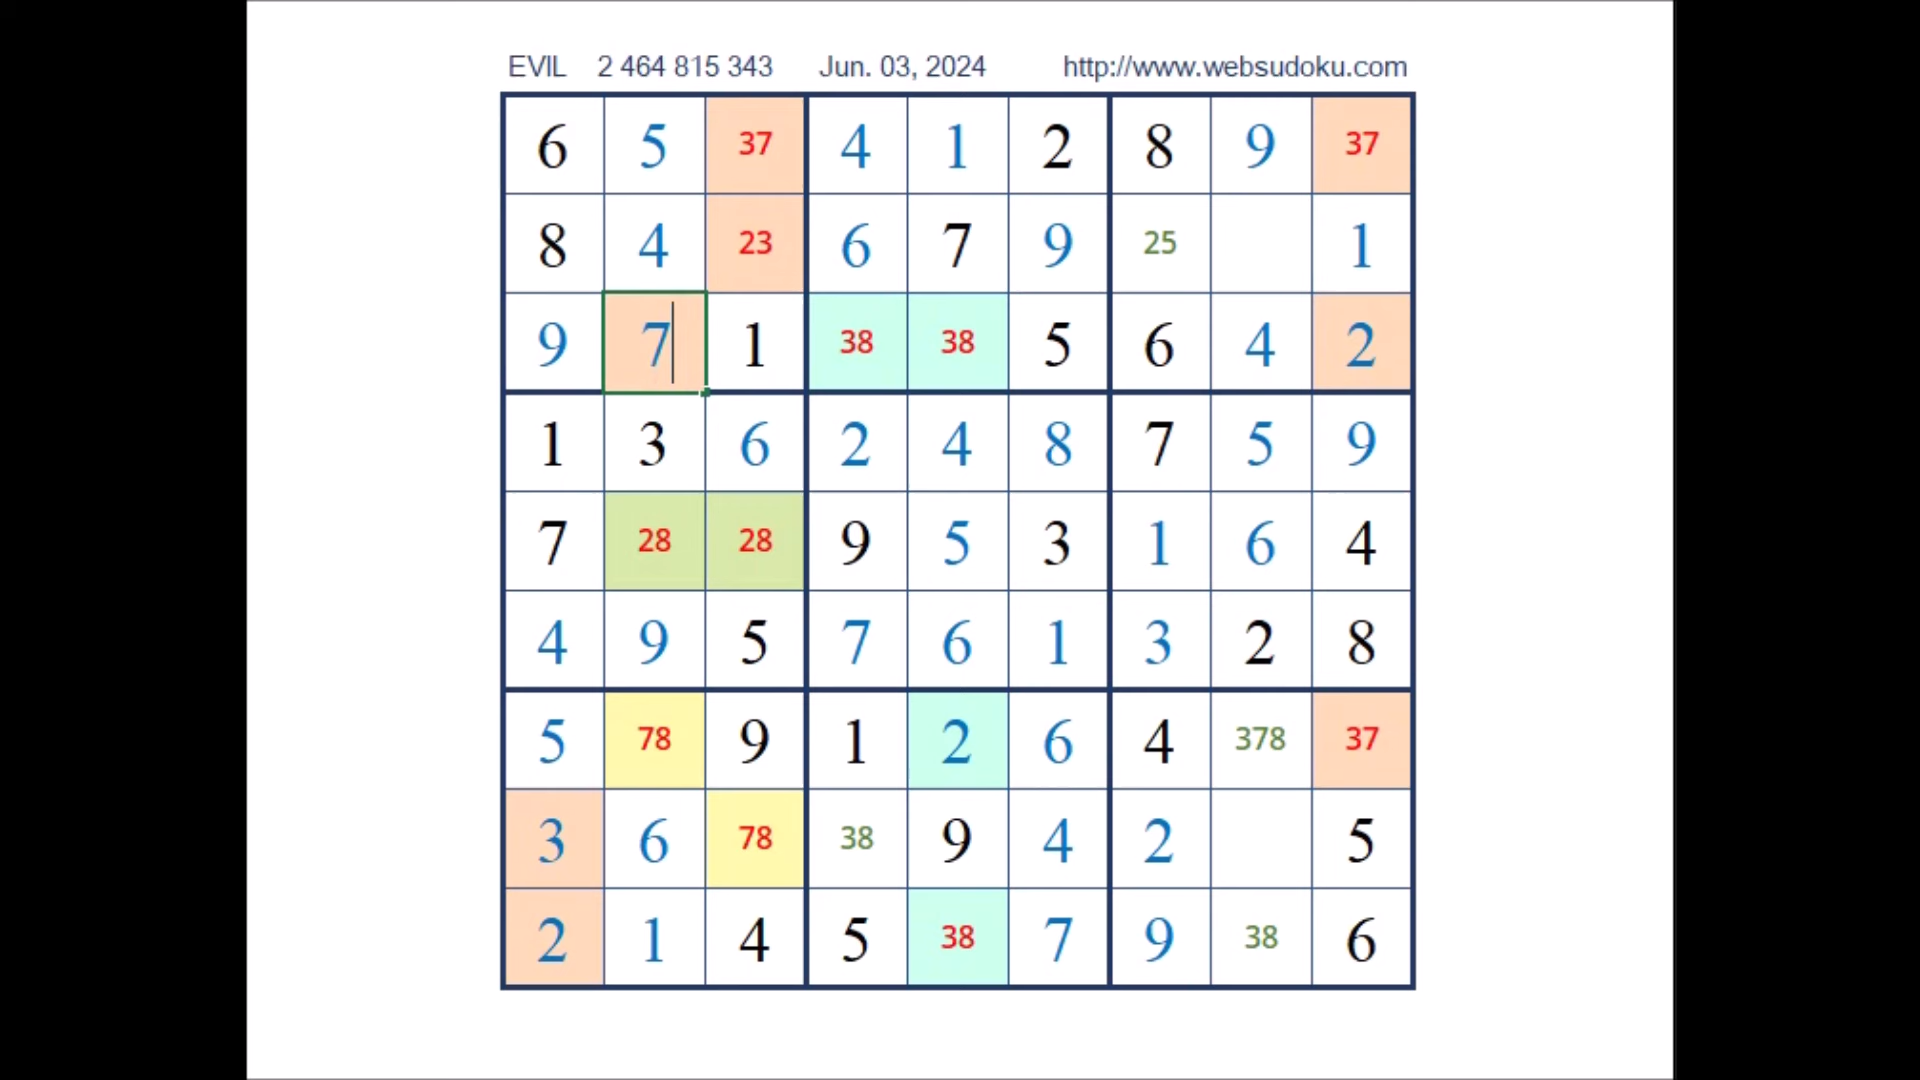 EVIL 2 464 815 343 Jun. 03, 2024 http://www.websudoku.com
6 5 37 4 1 2 8 9 37
8 4 23 6 7 9 25 1
9 7 1 38 38 5 6 4 2
1 3 6 2 4 8 7 5 9
7 28 28 9 5 3 1 6 4
4 9 5 7 6 1 3 2 8
5 78 9 1 2 6 4 378 37
3 6 78 38 9 4 2 5
2 1 4 5 38 7 9 38 6